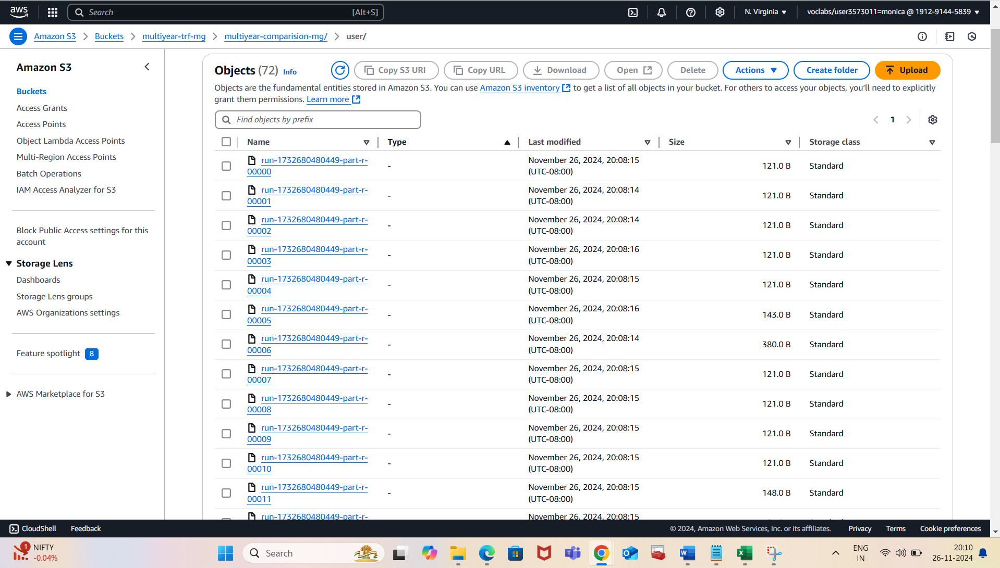 aws
Search [Alt+S]
N. Virginia
voclabs/user3573011=monica @ 1912-9144-5839
Amazon S3
Buckets
multiyear-trf-mg
multiyear-comparision-mg/
user/
Amazon S3
Buckets
Access Grants
Access Points
Object Lambda Access Points
Multi-Region Access Points
Batch Operations
IAM Access Analyzer for S3
Block Public Access settings for this
account
Storage Lens
Dashboards
Storage Lens groups
AWS Organizations settings
Feature spotlight 8
AWS Marketplace for S3
Objects (72) Info
Copy S3 URI
Copy URL
Download
Open
Delete
Actions
Create folder
Upload
Objects are the fundamental entities stored in Amazon S3. You can use Amazon S3 inventory to get a list of all objects in your bucket. For others to access your objects, you'll need to explicitly
grant them permissions. Learn more
Find objects by prefix
1
Name Type Last modified Size Storage class
run-1732680480449-part-r- November 26, 2024, 20:08:15
00000 - (UTC-08:00) 121.0 B Standard
run-1732680480449-part-r- November 26, 2024, 20:08:14
00001 - (UTC-08:00) 121.0 B Standard
run-1732680480449-part-r- November 26, 2024, 20:08:14
00002 - (UTC-08:00) 121.0 B Standard
run-1732680480449-part-r- November 26, 2024, 20:08:16
00003 - (UTC-08:00) 121.0 B Standard
run-1732680480449-part-r- November 26, 2024, 20:08:15
00004 - (UTC-08:00) 121.0 B Standard
run-1732680480449-part-r- November 26, 2024, 20:08:16
00005 - (UTC-08:00) 143.0 B Standard
run-1732680480449-part-r- November 26, 2024, 20:08:14
00006 - (UTC-08:00) 380.0 B Standard
run-1732680480449-part-r- November 26, 2024, 20:08:15
00007 - (UTC-08:00) 121.0 B Standard
run-1732680480449-part-r- November 26, 2024, 20:08:15
00008 - (UTC-08:00) 121.0 B Standard
run-1732680480449-part-r- November 26, 2024, 20:08:15
00009 - (UTC-08:00) 121.0 B Standard
run-1732680480449-part-r- November 26, 2024, 20:08:15
00010 - (UTC-08:00) 121.0 B Standard
run-1732680480449-part-r- November 26, 2024, 20:08:15
00011 - (UTC-08:00) 148.0 B Standard
run-1732680480449-part-r- November 26, 2024, 20:08:15
CloudShell Feedback © 2024, Amazon Web Services, Inc. or its affiliates. Privacy Terms Cookie preferences
1
NIFTY
-0.04%
Search
ENG
IN
20:10
26-11-2024